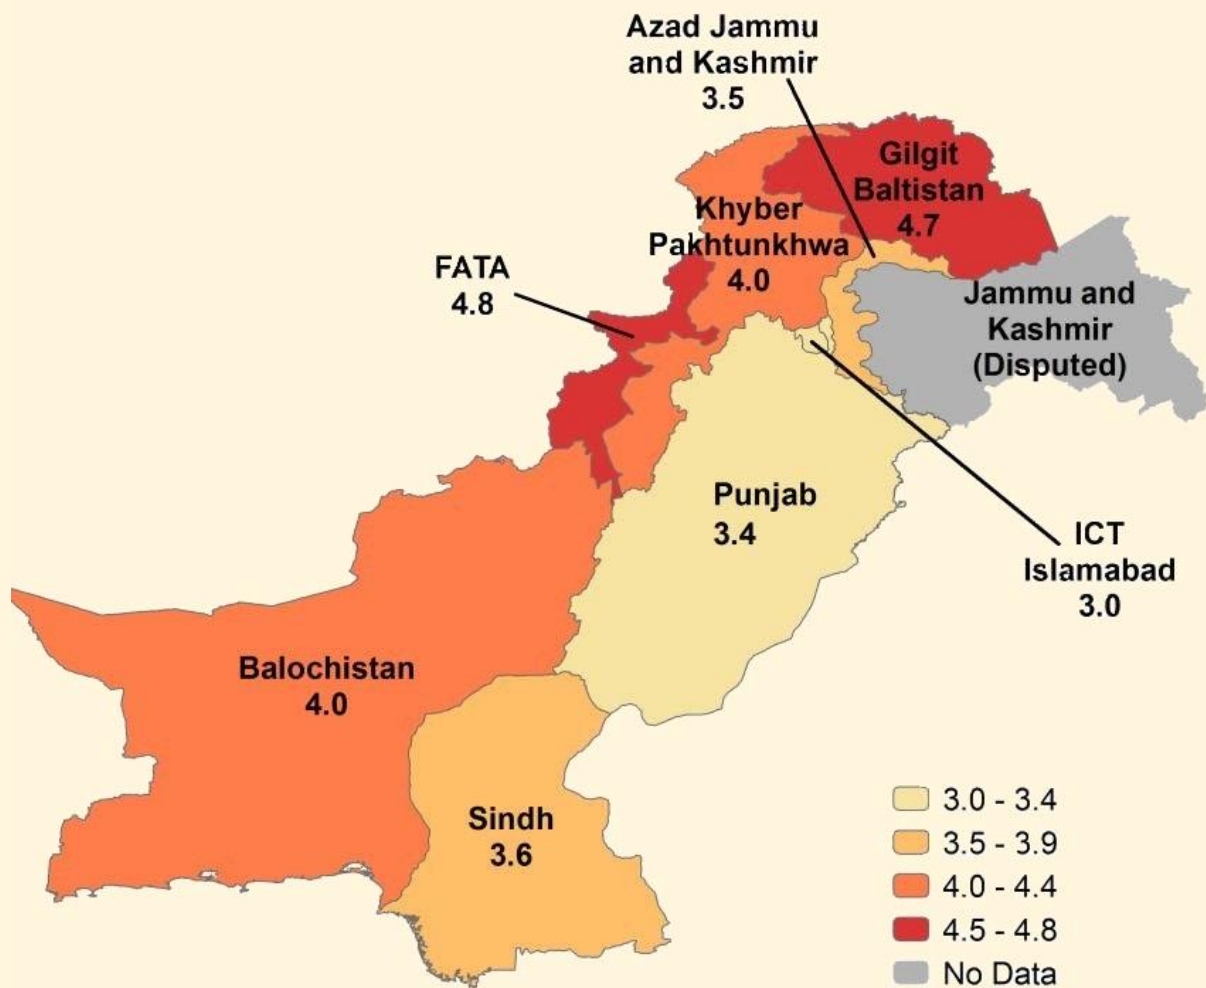 Azad Jammu
and Kashmir
3.5
Gilgit
Baltistan
4.7
Khyber
Pakhtunkhwa
4.0
FATA
4.8
Jammu and
Kashmir
(Disputed)
Punjab
3.4
ICT
Islamabad
3.0
Balochistan
4.0
Sindh
3.6
3.0 - 3.4
3.5 - 3.9
4.0 - 4.4
4.5 - 4.8
No Data